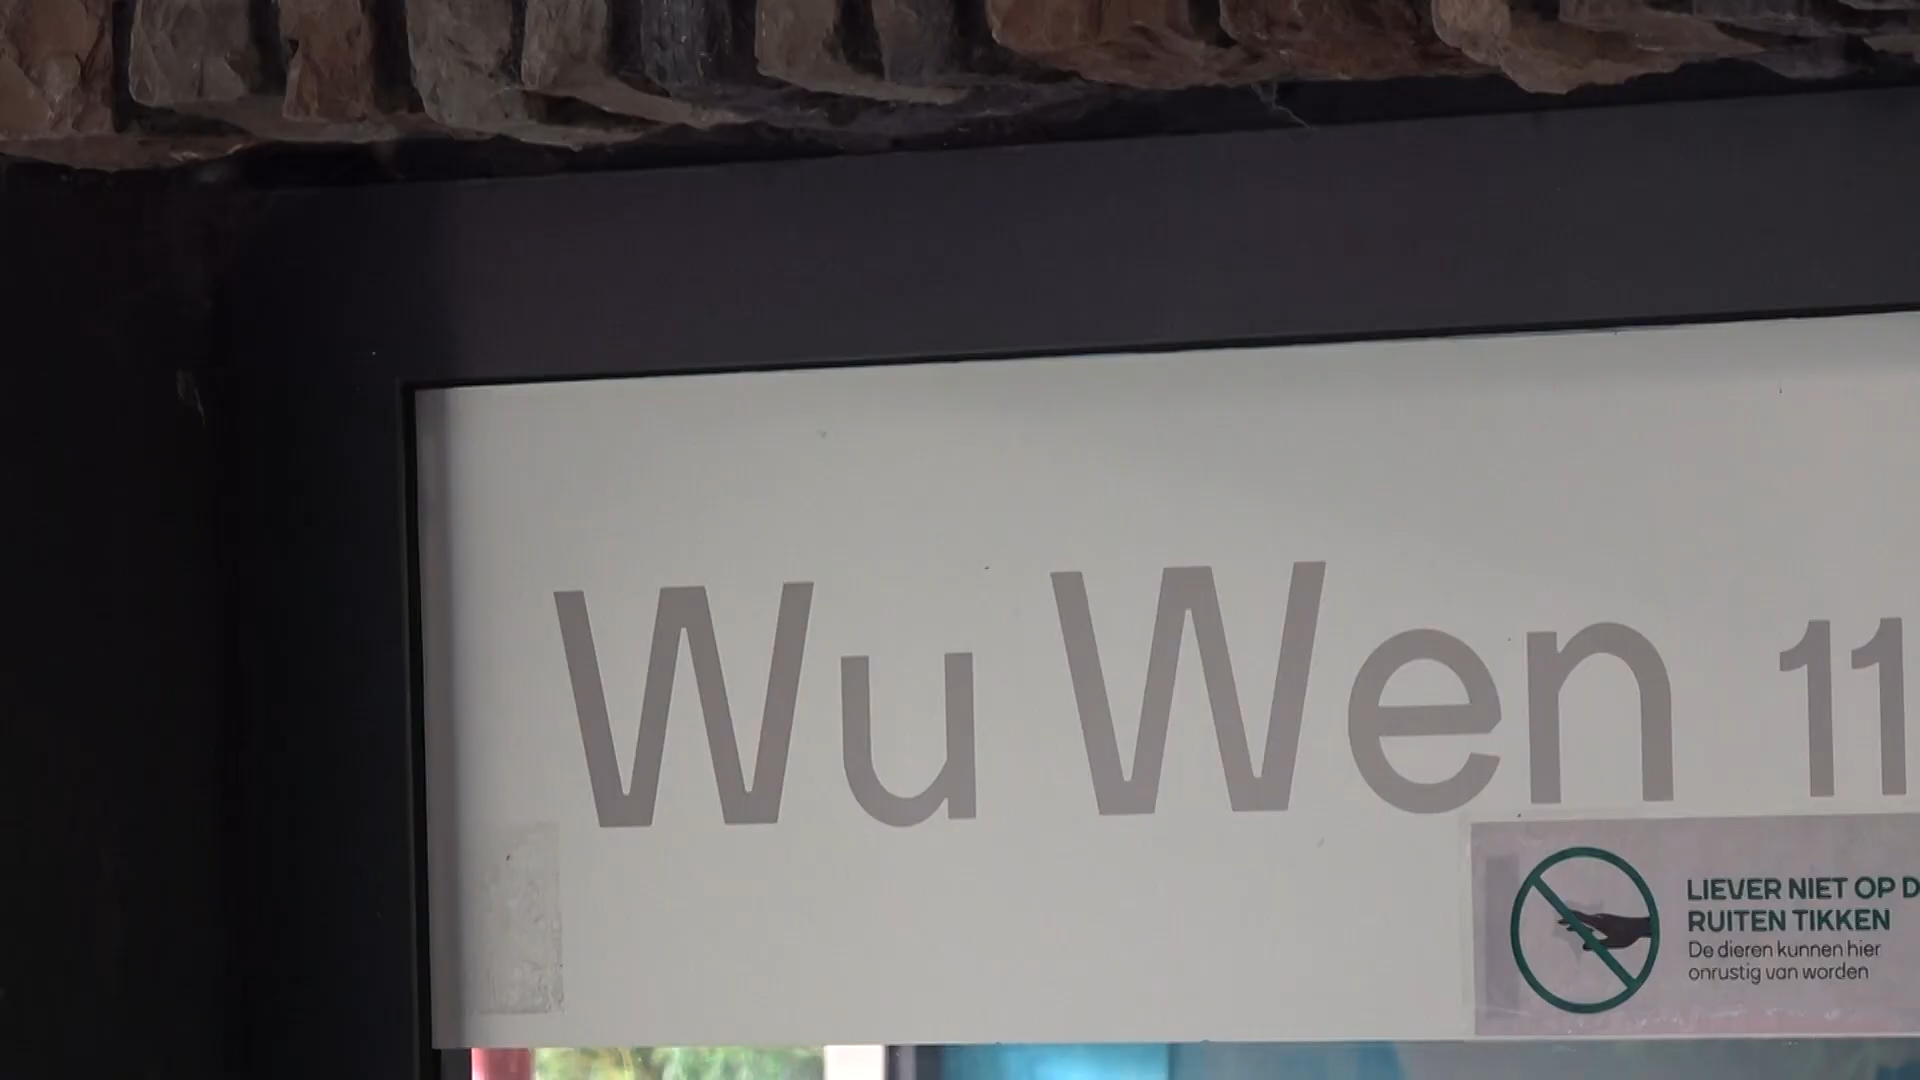 Wu Wen 11
LIEVER NIET OP D
RUITEN TIKKEN
De dieren kunnen hier
onrustig van worden